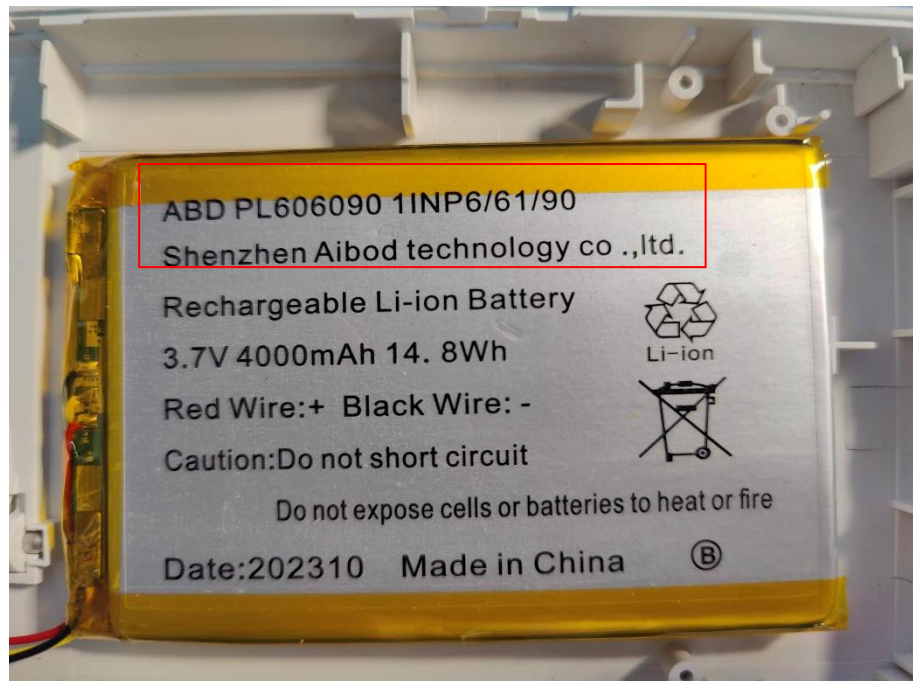 ABD PL606090 1INP6/61/90
Shenzhen Aibod technology co .,ltd.
Rechargeable Li-ion Battery
3.7V 4000mAh 14. 8Wh
Li-ion
Red Wire:+ Black Wire: -
Caution:Do not short circuit
Do not expose cells or batteries to heat or fire
Date:202310 Made in China B